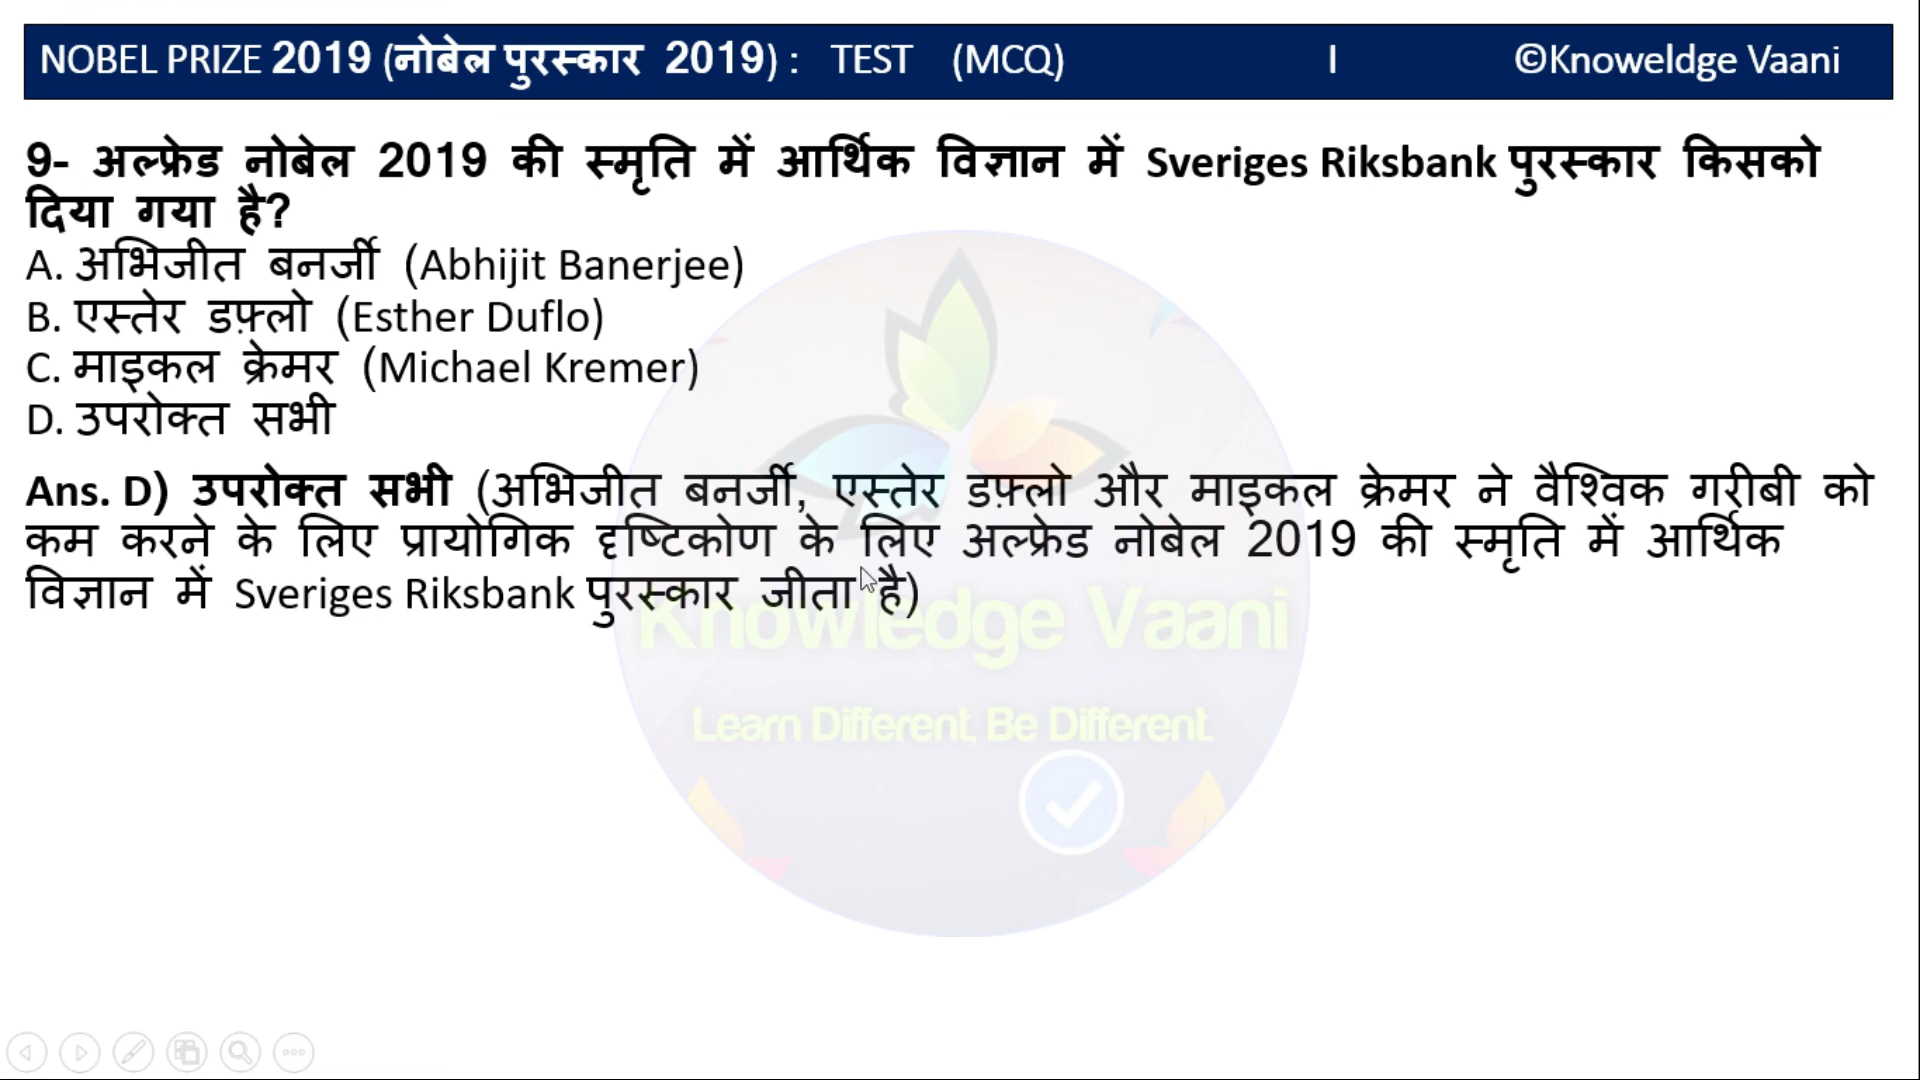 NOBEL PRIZE 2019 (नोबेल पुरस्कार 2019) : TEST (MCQ) I ©Knoweldge Vaani
9- अल्फ्रेड नोबेल 2019 की स्मृति में आर्थिक विज्ञान में Sveriges Riksbank पुरस्कार किसको
दिया गया है?
A. अभिजीत बनर्जी (Abhijit Banerjee)
B. एस्तेर डफ़्लो (Esther Duflo)
C. माइकल क्रेमर (Michael Kremer)
D. उपरोक्त सभी
Ans. D) उपरोक्त सभी (अभिजीत बनर्जी, एस्तेर डफ़्लो और माइकल क्रेमर ने वैश्विक गरीबी को
कम करने के लिए प्रायोगिक दृष्टिकोण के लिए अल्फ्रेड नोबेल 2019 की स्मृति में आर्थिक
विज्ञान में Sveriges Riksbank पुरस्कार जीता है)
Knowledge Vaani
Learn Different, Be Different